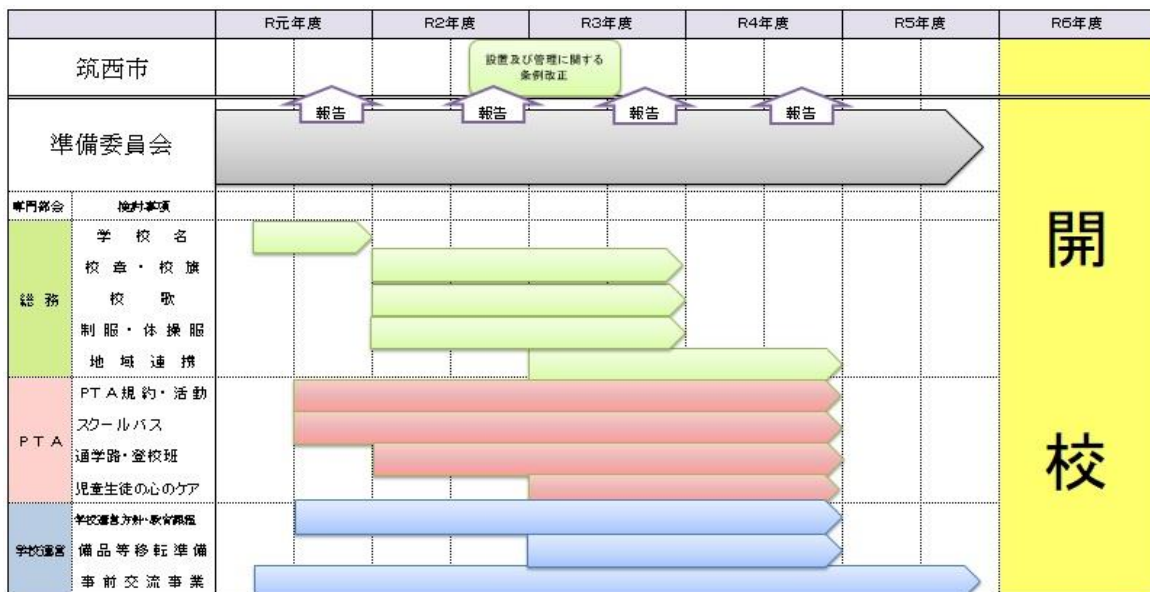 R元年度 R2年度 R3年度 R4年度 R5年度 R6年度
筑西市
設置及び管理に関する
条例改正
報告 報告 報告 報告
準備委員会
専門部会 検討事項
開校
総務
学校名
校章・校旗
校歌
制服・体操服
地域連携
PTA
PTA規約・活動
スクールバス
通学路・登校班
児童生徒の心のケア
学校運営
学校運営方針・教育課程
備品等移転準備
事前交流事業